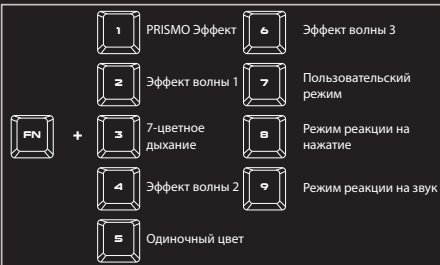 1 PRISMO Эффект
2 Эффект волны 1
FN + 3 7-цветное
дыхание
4 Эффект волны 2
5 Одиночный цвет
6 Эффект волны 3
7 Пользовательский
режим
8 Режим реакции на
нажатие
9 Режим реакции на звук